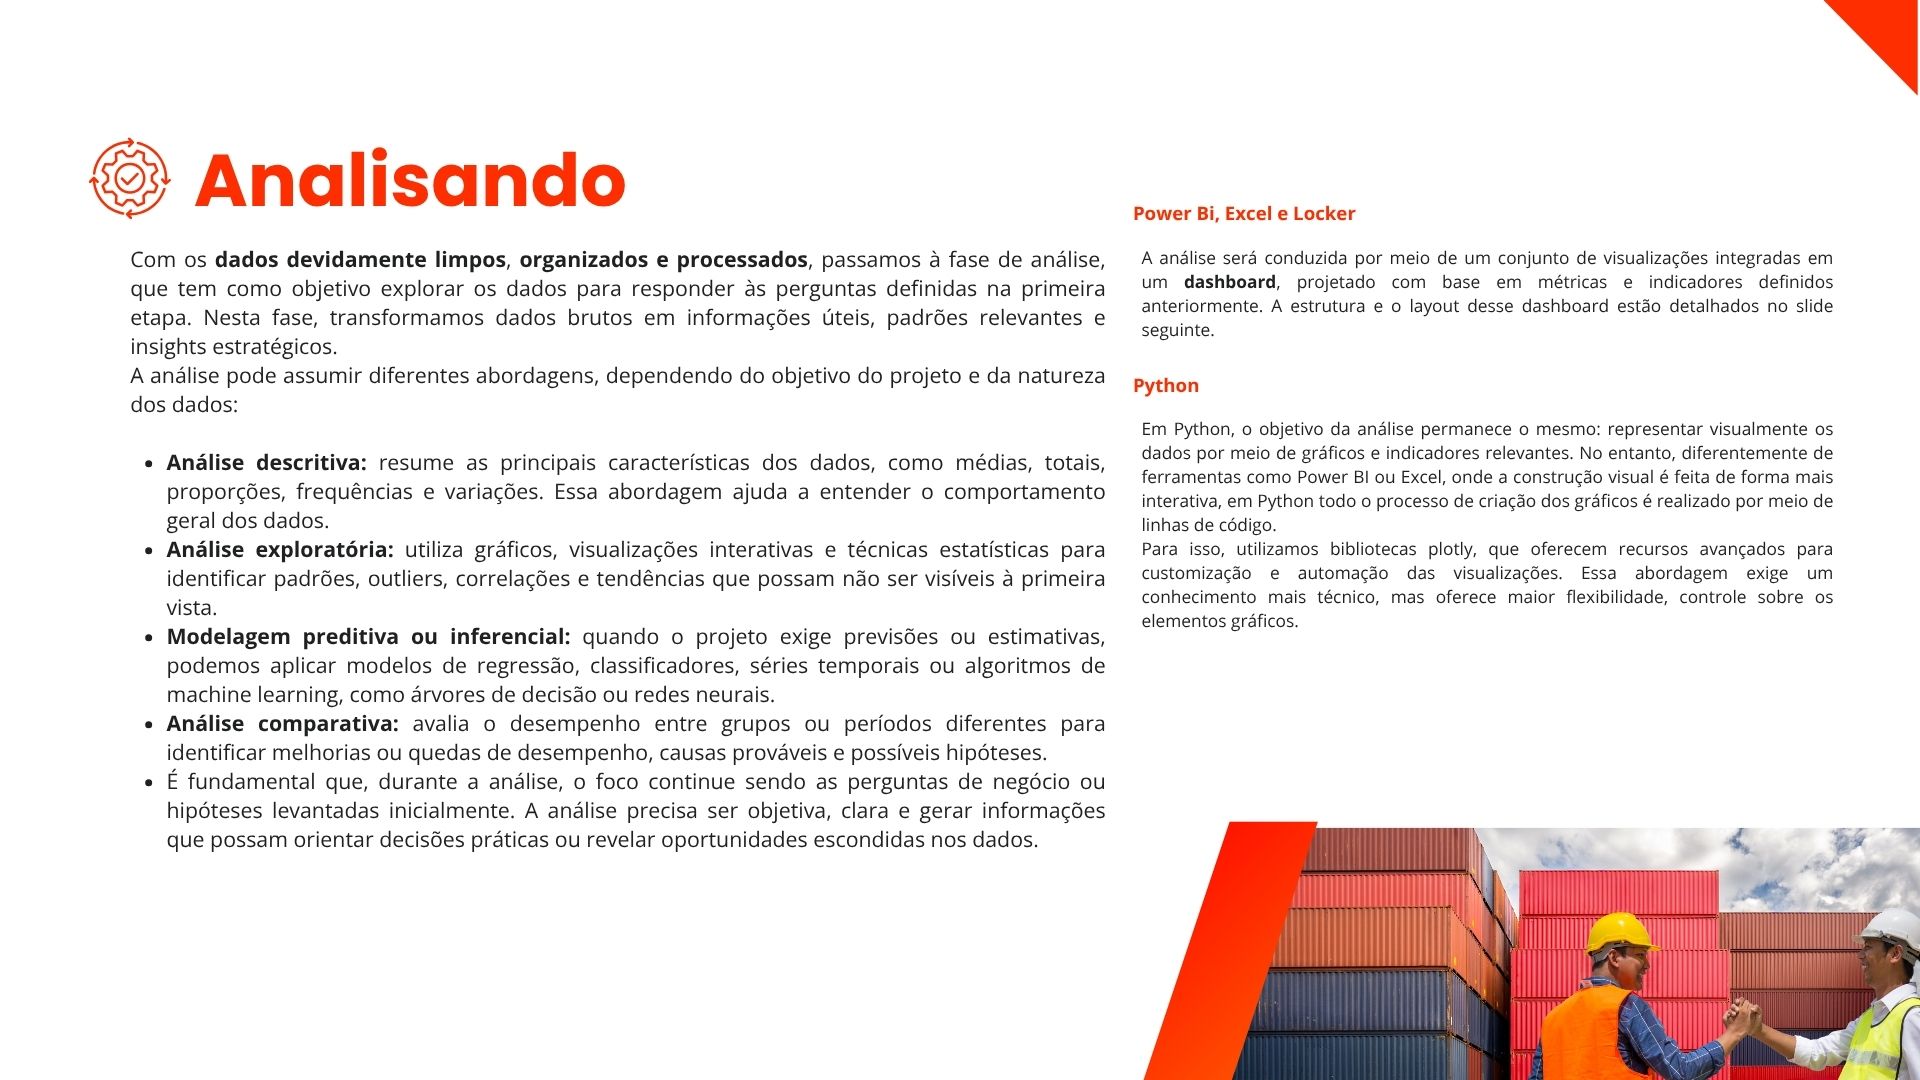 Analisando
Com os dados devidamente limpos, organizados e processados, passamos à fase de análise,
que tem como objetivo explorar os dados para responder às perguntas definidas na primeira
etapa. Nesta fase, transformamos dados brutos em informações úteis, padrões relevantes e
insights estratégicos.
A análise pode assumir diferentes abordagens, dependendo do objetivo do projeto e da natureza
dos dados:
• Análise descritiva: resume as principais características dos dados, como médias, totais,
proporções, frequências e variações. Essa abordagem ajuda a entender o comportamento
geral dos dados.
• Análise exploratória: utiliza gráficos, visualizações interativas e técnicas estatísticas para
identificar padrões, outliers, correlações e tendências que possam não ser visíveis à primeira
vista.
• Modelagem preditiva ou inferencial: quando o projeto exige previsões ou estimativas,
podemos aplicar modelos de regressão, classificadores, séries temporais ou algoritmos de
machine learning, como árvores de decisão ou redes neurais.
• Análise comparativa: avalia o desempenho entre grupos ou períodos diferentes para
identificar melhorias ou quedas de desempenho, causas prováveis e possíveis hipóteses.
• É fundamental que, durante a análise, o foco continue sendo as perguntas de negócio ou
hipóteses levantadas inicialmente. A análise precisa ser objetiva, clara e gerar informações
que possam orientar decisões práticas ou revelar oportunidades escondidas nos dados.
Power Bi, Excel e Locker
A análise será conduzida por meio de um conjunto de visualizações integradas em
um dashboard, projetado com base em métricas e indicadores definidos
anteriormente. A estrutura e o layout desse dashboard estão detalhados no slide
seguinte.
Python
Em Python, o objetivo da análise permanece o mesmo: representar visualmente os
dados por meio de gráficos e indicadores relevantes. No entanto, diferentemente de
ferramentas como Power BI ou Excel, onde a construção visual é feita de forma mais
interativa, em Python todo o processo de criação dos gráficos é realizado por meio de
linhas de código.
Para isso, utilizamos bibliotecas plotly, que oferecem recursos avançados para
customização e automação das visualizações. Essa abordagem exige um
conhecimento mais técnico, mas oferece maior flexibilidade, controle sobre os
elementos gráficos.